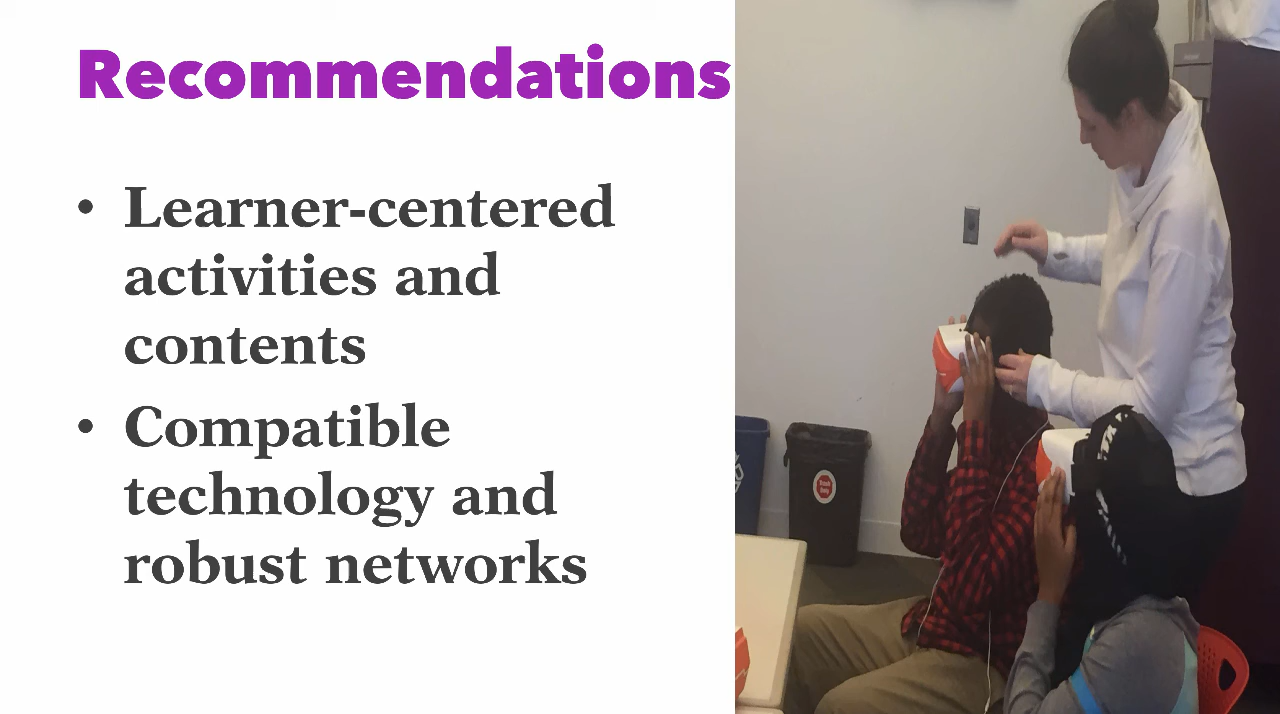 Recommendations
• Learner-centered
activities and
contents
• Compatible
technology and
robust networks